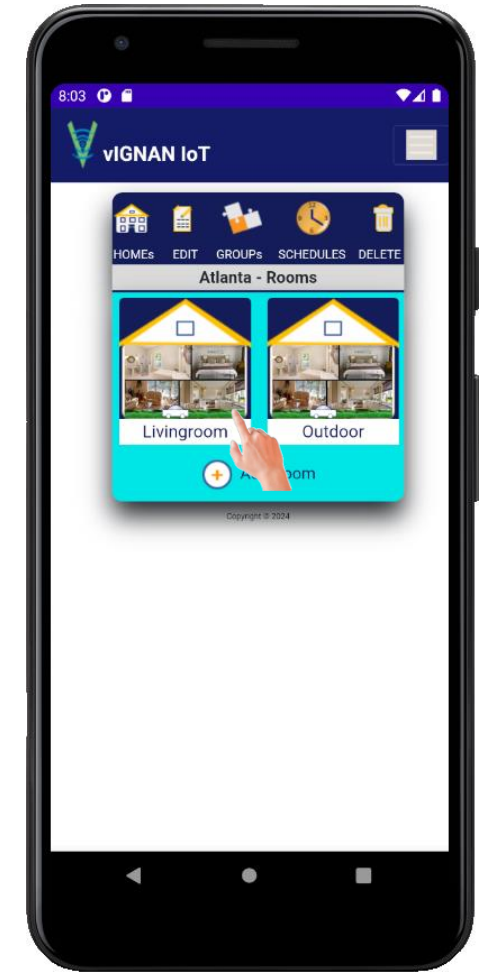 8:03
vIGNAN IoT
HOMEs EDIT GROUPs SCHEDULES DELETE
Atlanta - Rooms
Livingroom Outdoor
Copyright © 2024